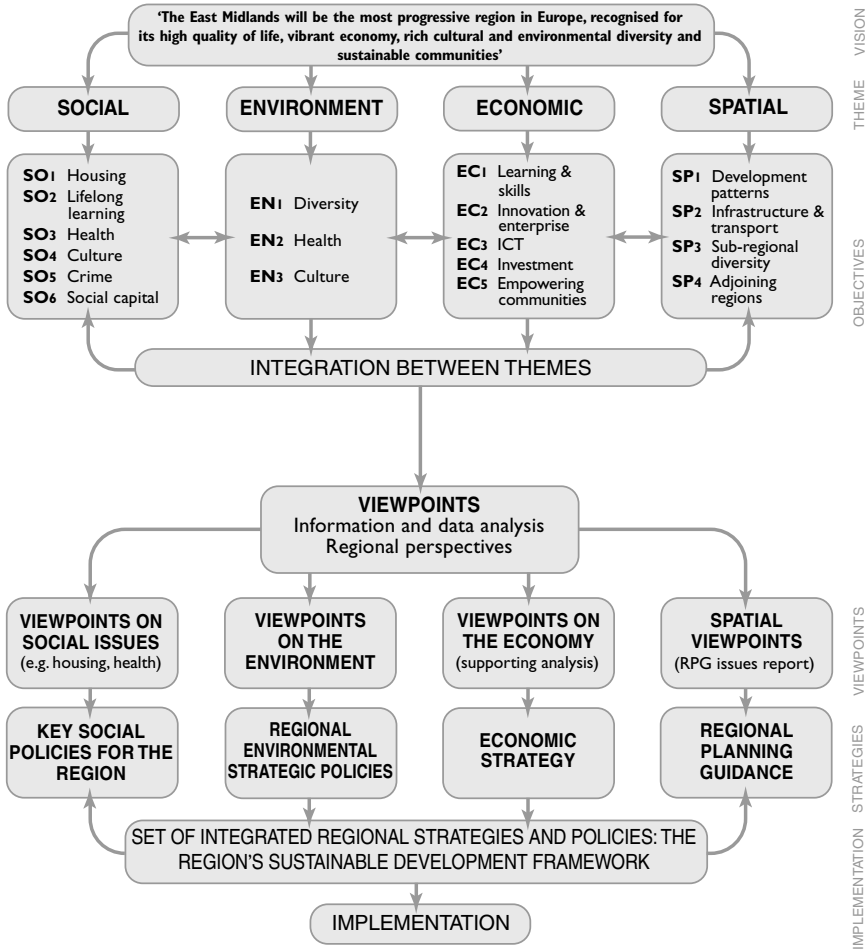 'The East Midlands will be the most progressive region in Europe, recognised for
its high quality of life, vibrant economy, rich cultural and environmental diversity and
sustainable communities'
VISION
THEME
SOCIAL
ENVIRONMENT
ECONOMIC
SPATIAL
SO1 Housing
SO2 Lifelong
learning
SO3 Health
SO4 Culture
SO5 Crime
SO6 Social capital
EN1 Diversity
EN2 Health
EN3 Culture
EC1 Learning &
skills
EC2 Innovation &
enterprise
EC3 ICT
EC4 Investment
EC5 Empowering
communities
SP1 Development
patterns
SP2 Infrastructure &
transport
SP3 Sub-regional
diversity
SP4 Adjoining
regions
OBJECTIVES
INTEGRATION BETWEEN THEMES
VIEWPOINTS
Information and data analysis
Regional perspectives
VIEWPOINTS ON
SOCIAL ISSUES
(e.g. housing, health)
VIEWPOINTS
ON THE
ENVIRONMENT
VIEWPOINTS ON
THE ECONOMY
(supporting analysis)
SPATIAL
VIEWPOINTS
(RPG issues report)
VIEWPOINTS
KEY SOCIAL
POLICIES FOR THE
REGION
REGIONAL
ENVIRONMENTAL
STRATEGIC POLICIES
ECONOMIC
STRATEGY
REGIONAL
PLANNING
GUIDANCE
STRATEGIES
SET OF INTEGRATED REGIONAL STRATEGIES AND POLICIES: THE
REGION'S SUSTAINABLE DEVELOPMENT FRAMEWORK
IMPLEMENTATION
IMPLEMENTATION